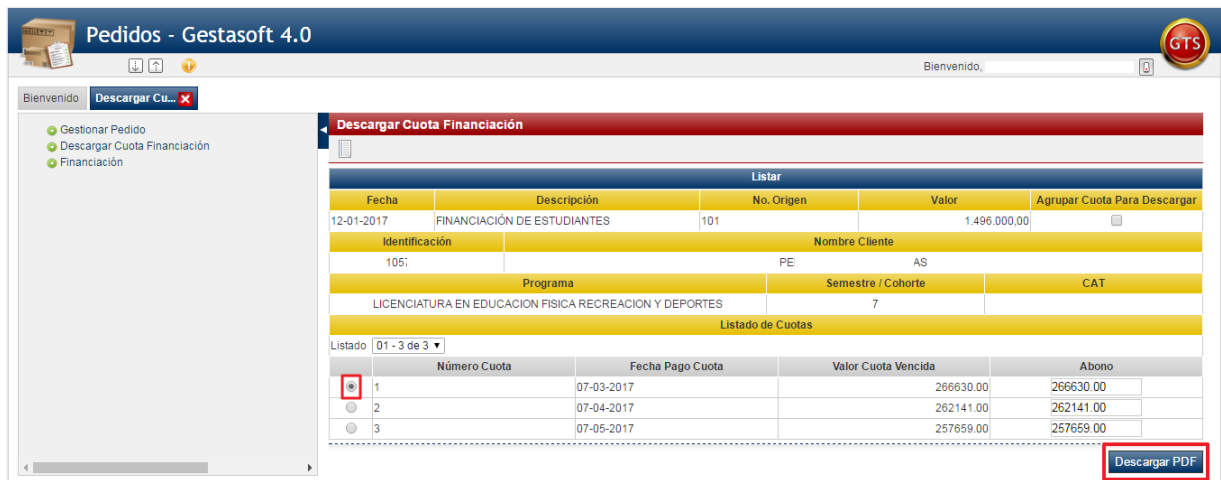 Pedidos - Gestasoft 4.0
GTS
Bienvenido,
Bienvenido Descargar Cu...
Gestionar Pedido
Descargar Cuota Financiación
Financiación
Descargar Cuota Financiación
Listar
Fecha Descripción No. Origen Valor Agrupar Cuota Para Descargar
12-01-2017 FINANCIACIÓN DE ESTUDIANTES 101 1.496.000,00
Identificación Nombre Cliente
1057 PE AS
Programa Semestre / Cohorte CAT
LICENCIATURA EN EDUCACION FISICA RECREACION Y DEPORTES 7
Listado de Cuotas
Listado 01 - 3 de 3
Número Cuota Fecha Pago Cuota Valor Cuota Vencida Abono
1 07-03-2017 266630.00 266630.00
2 07-04-2017 262141.00 262141.00
3 07-05-2017 257659.00 257659.00
Descargar PDF